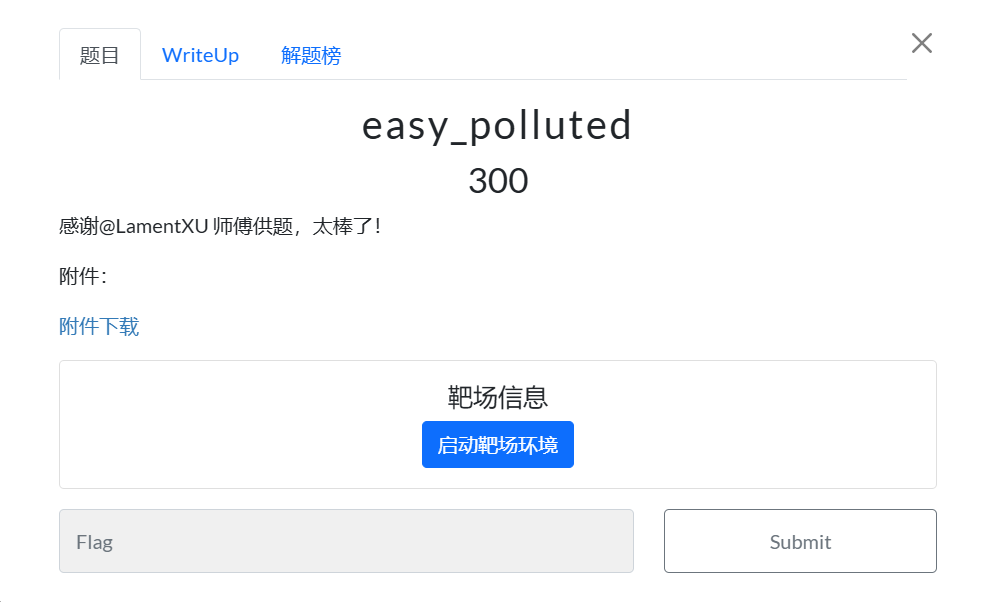 题目 WriteUp 解题榜
easy_polluted
300
感谢@LamentXU 师傅供题，太棒了！
附件：
附件下载
靶场信息
启动靶场环境
Flag Submit